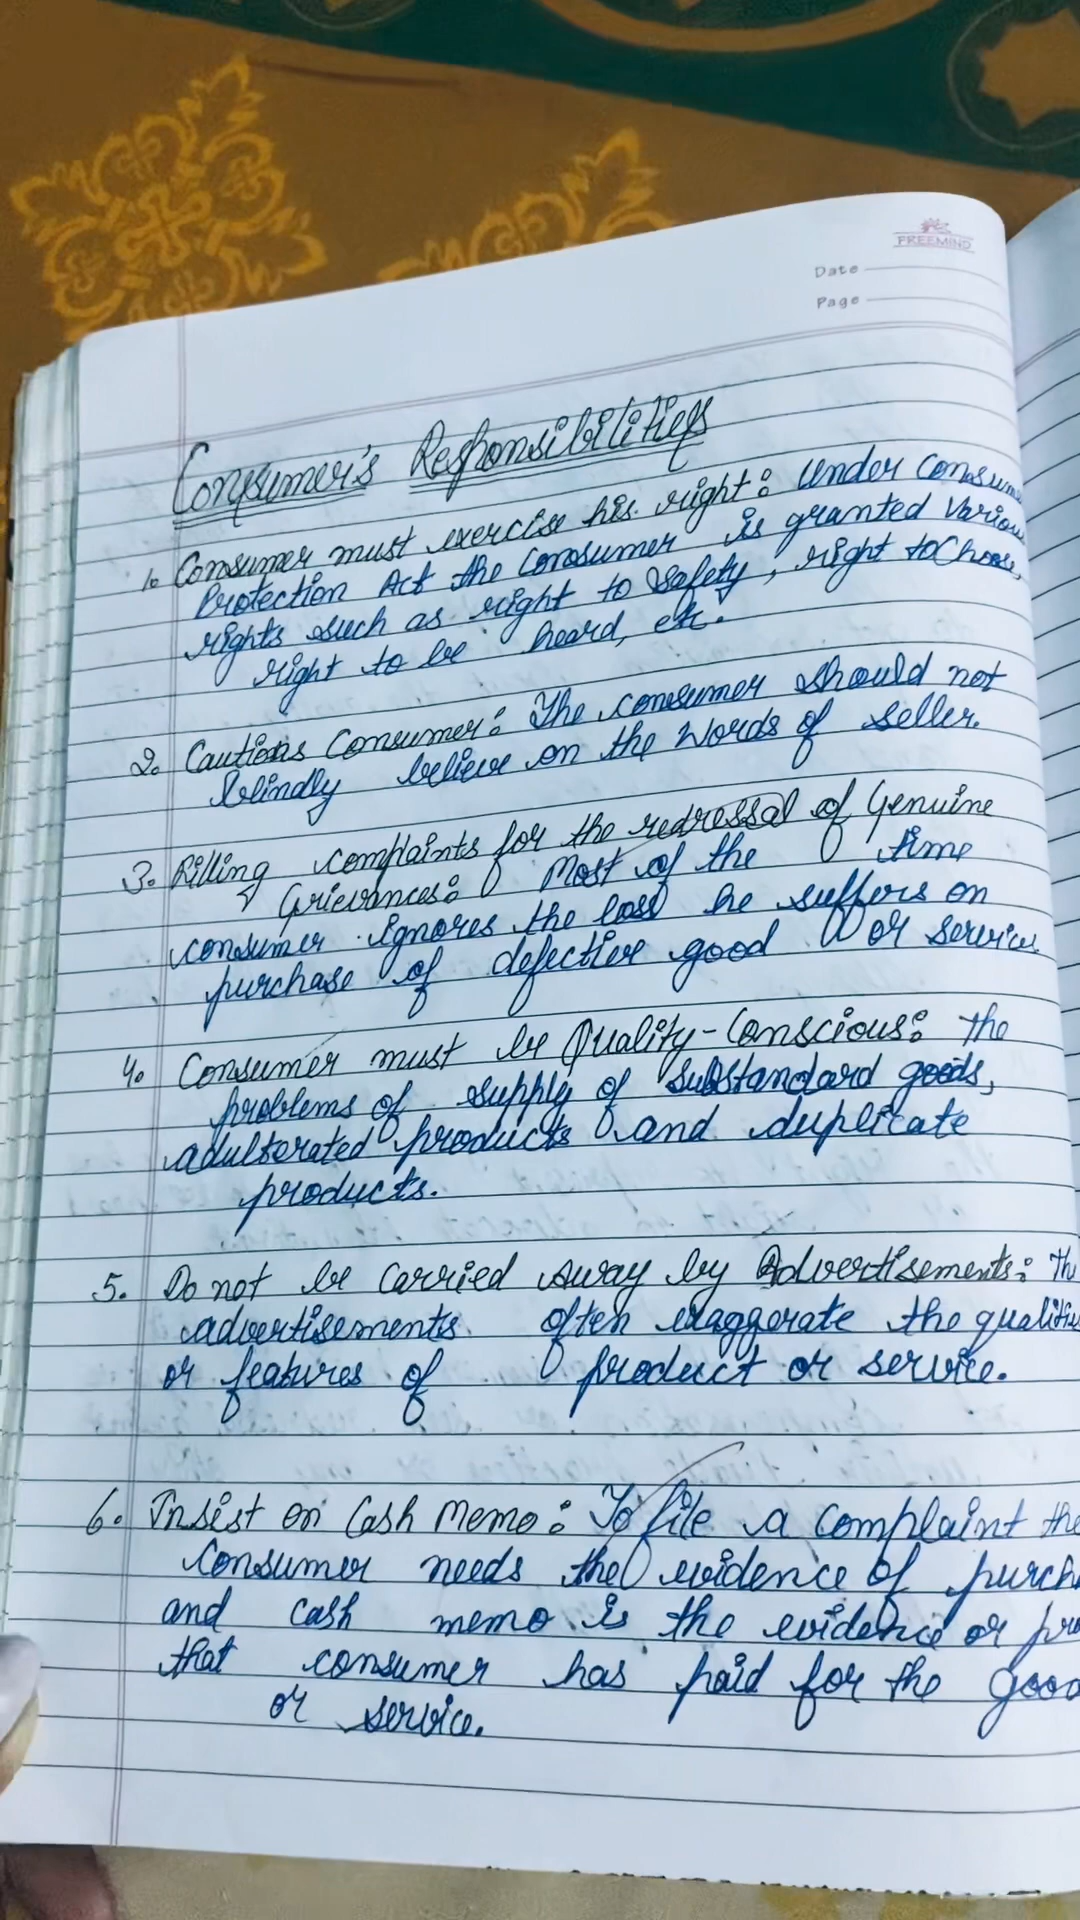 FREEMIND
Date
Page
Consumer's Responsibilities
1. Consumer must exercise his right: Under Consum
Protection Act the Consumer is granted Variou
rights such as right to Safety, right to Choose,
right to be heard, etc.
2. Cautions Consumer: The consumer should not
blindly believe on the words of seller.
3. Filling complaints for the redressal of Genuine
Grievances: Most of the time
consumer ignores the loss he suffers on
purchase of defective good or service
4. Consumer must be Quality-Conscious: The
problems of supply of substandard goods,
adulterated products and duplicate
products.
5. Do not be Carried away by Advertisements: The
advertisements often exaggerate the qualitie
or features of product or service.
6. Insist on Cash Memo: To file a complaint the
Consumer needs the evidence of purch
and cash memo is the evidence or pro
that consumer has paid for the good
or service.